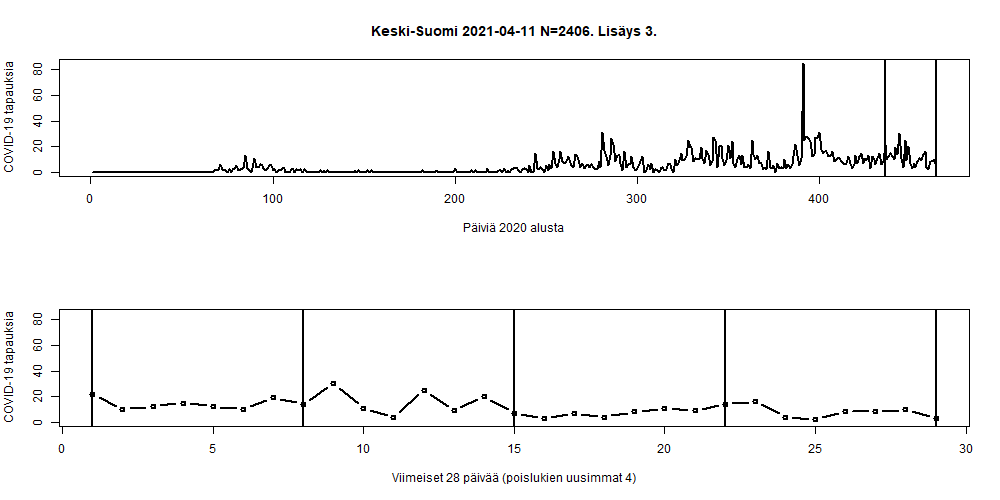 Keski-Suomi 2021-04-11 N=2406. Lisäys 3.
COVID-19 tapauksia
80
60
40
20
0
0 100 200 300 400
Päiviä 2020 alusta
COVID-19 tapauksia
80
60
40
20
0
0 5 10 15 20 25 30
Viimeiset 28 päivää (poislukien uusimmat 4)